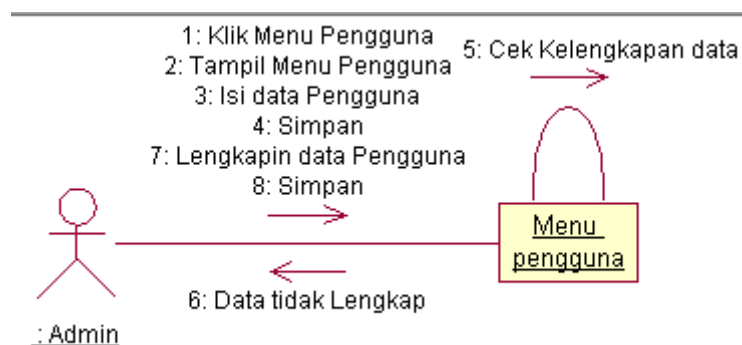 1: Klik Menu Pengguna
2: Tampil Menu Pengguna
3: Isi data Pengguna
4: Simpan
7: Lengkapin data Pengguna
8: Simpan
5: Cek Kelengkapan data
Menu
pengguna
6: Data tidak Lengkap
: Admin